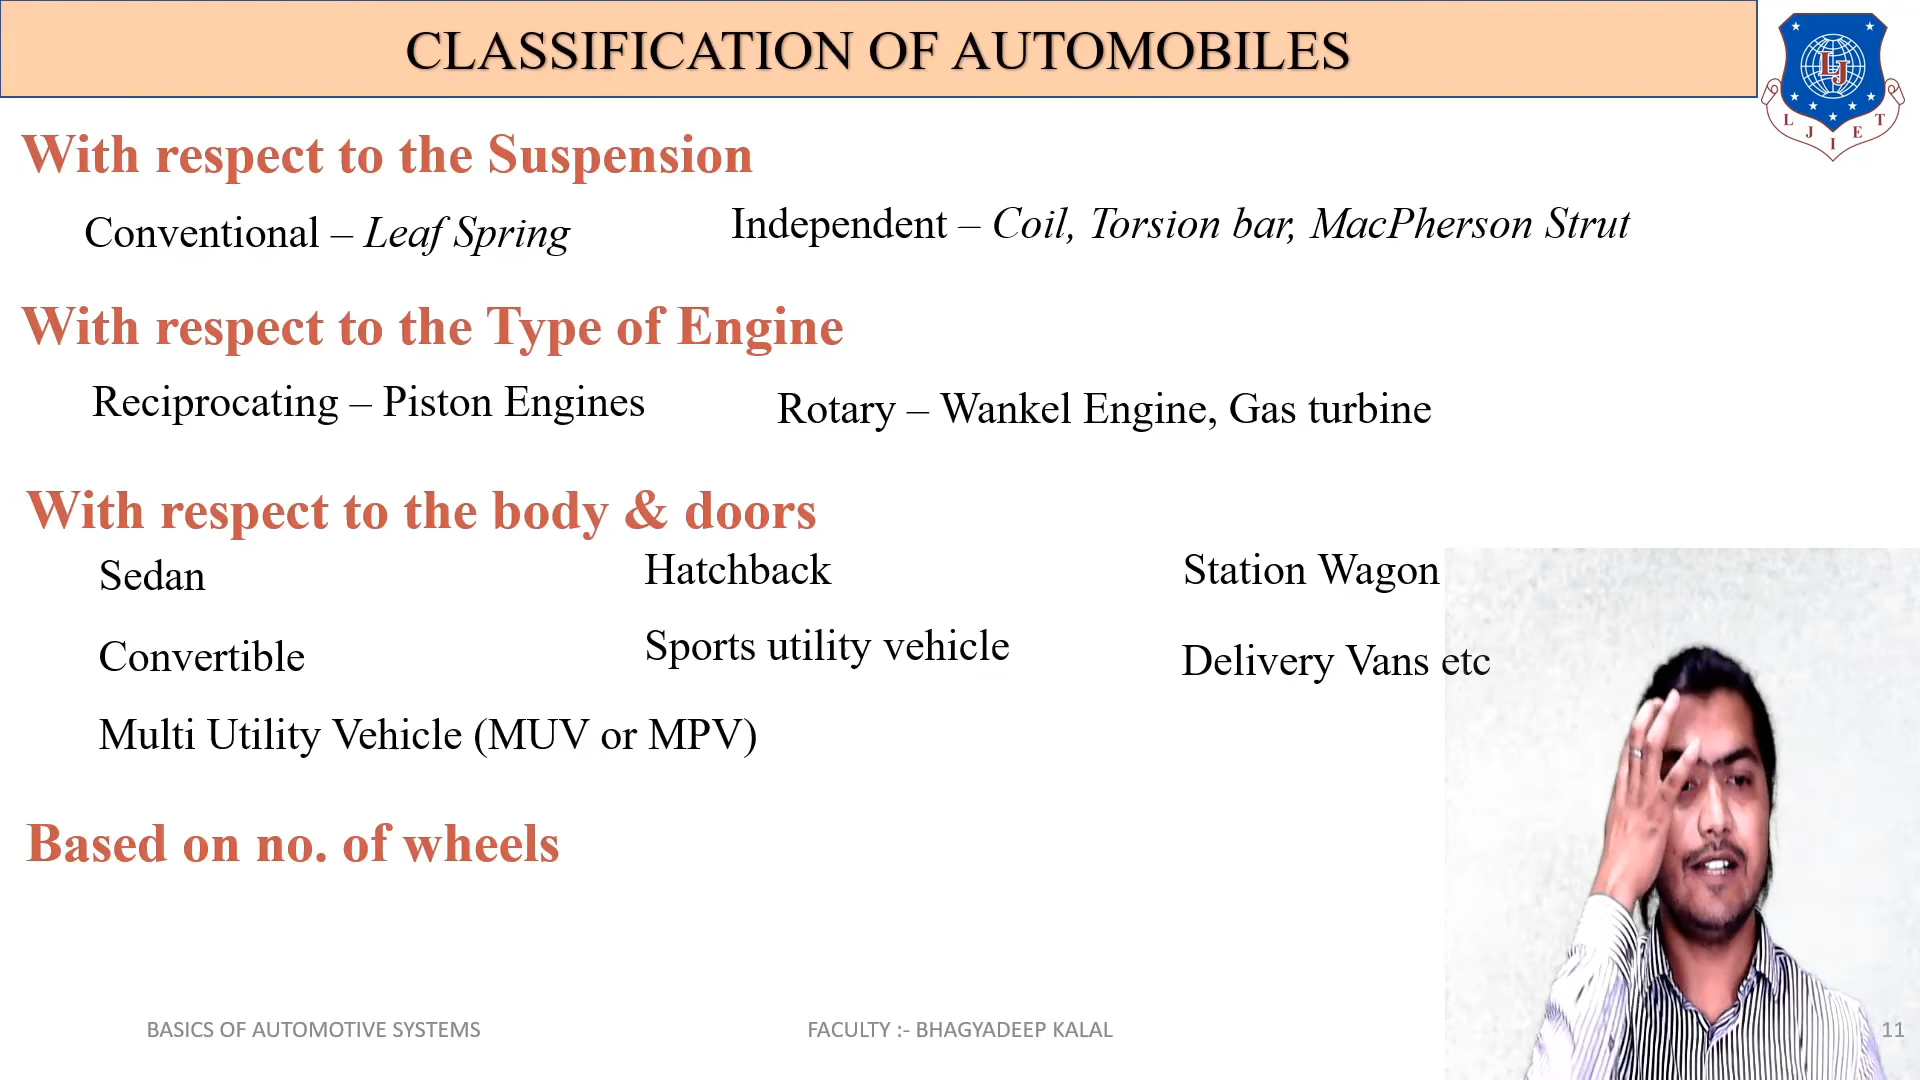 CLASSIFICATION OF AUTOMOBILES
LJ
L J I E T
With respect to the Suspension
Conventional – Leaf Spring
Independent – Coil, Torsion bar, MacPherson Strut
With respect to the Type of Engine
Reciprocating – Piston Engines
Rotary – Wankel Engine, Gas turbine
With respect to the body & doors
Sedan
Hatchback
Station Wagon
Convertible
Sports utility vehicle
Delivery Vans etc
Multi Utility Vehicle (MUV or MPV)
Based on no. of wheels
BASICS OF AUTOMOTIVE SYSTEMS
FACULTY :- BHAGYADEEP KALAL
11